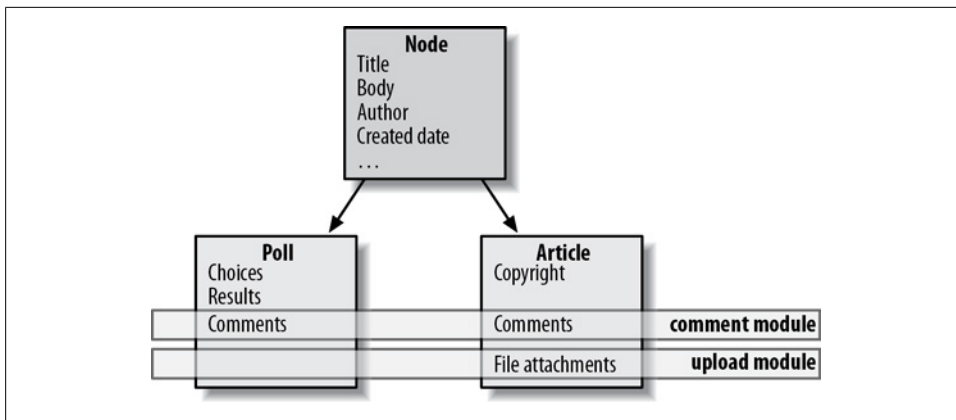 Node
Title
Body
Author
Created date
...
Poll
Choices
Results
Comments
Article
Copyright
Comments
File attachments
comment module
upload module